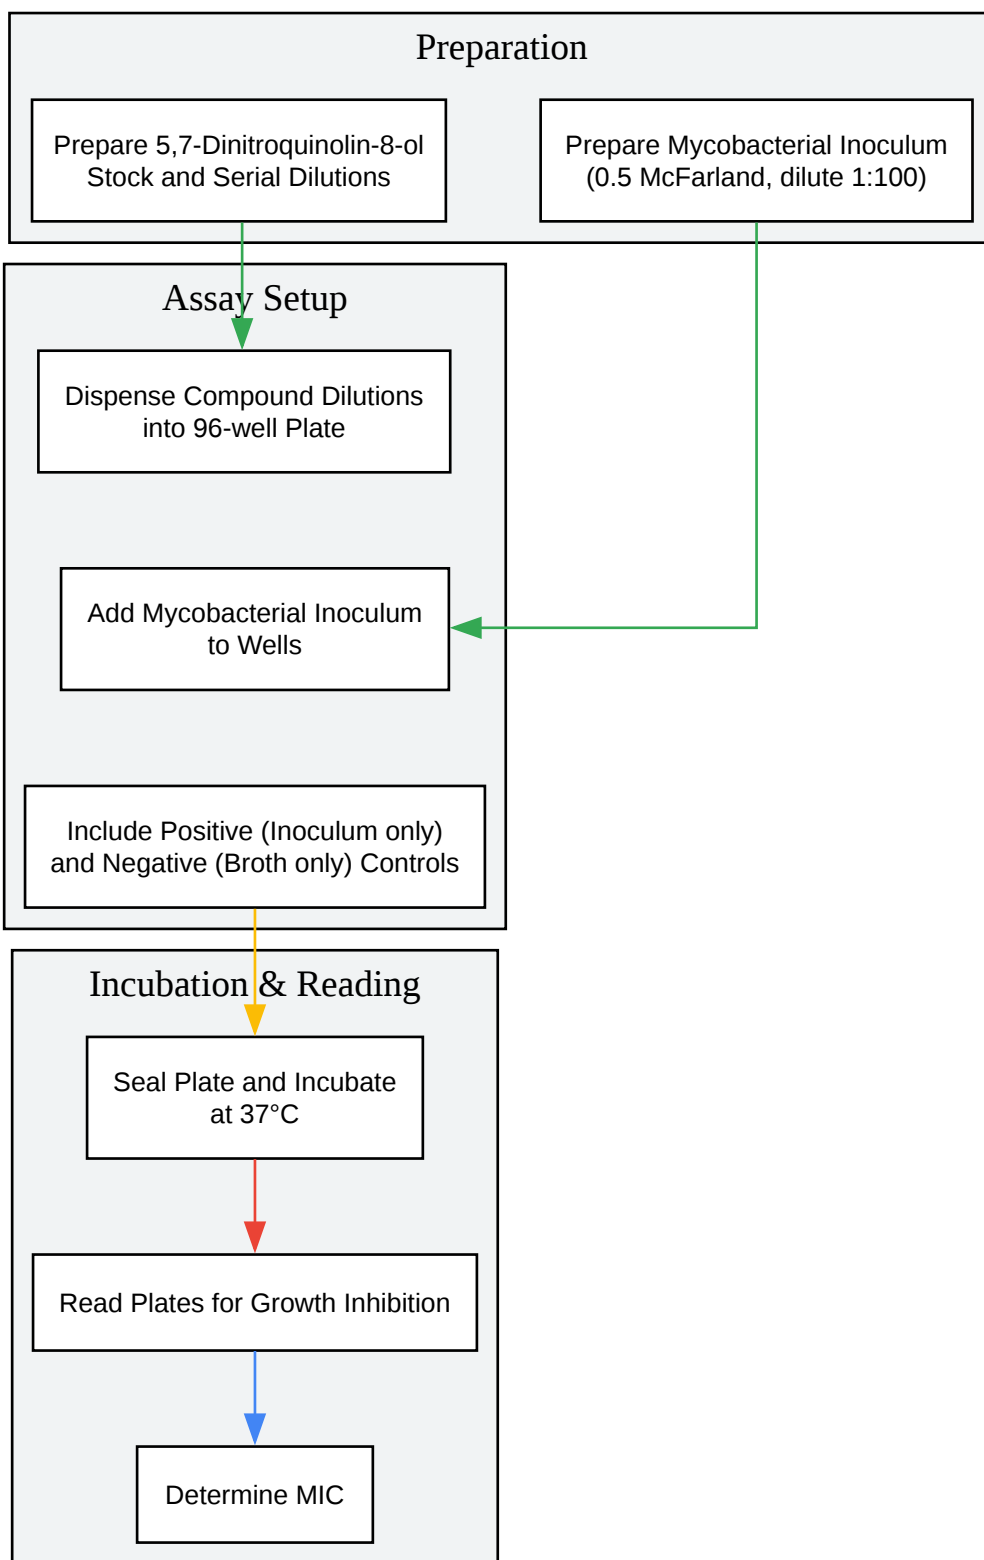 Preparation
Prepare 5,7-Dinitroquinolin-8-ol
Stock and Serial Dilutions
Prepare Mycobacterial Inoculum
(0.5 McFarland, dilute 1:100)
Assay Setup
Dispense Compound Dilutions
into 96-well Plate
Add Mycobacterial Inoculum
to Wells
Include Positive (Inoculum only)
and Negative (Broth only) Controls
Incubation & Reading
Seal Plate and Incubate
at 37°C
Read Plates for Growth Inhibition
Determine MIC